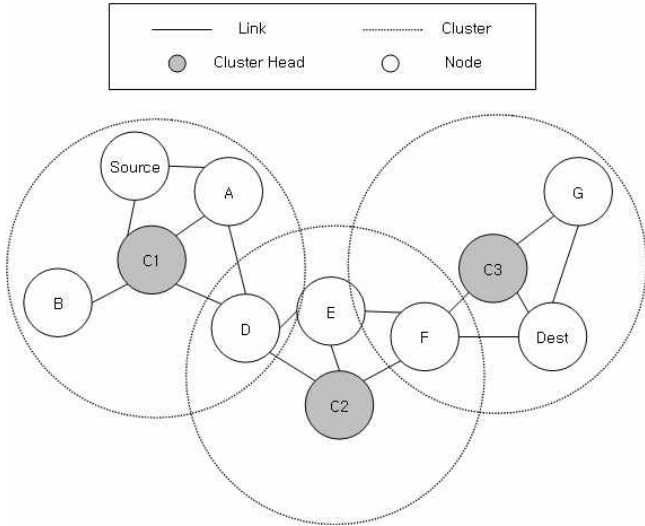 Link
Cluster
Cluster Head
Node
Source
A
G
C1
C3
B
D
E
F
Dest
C2